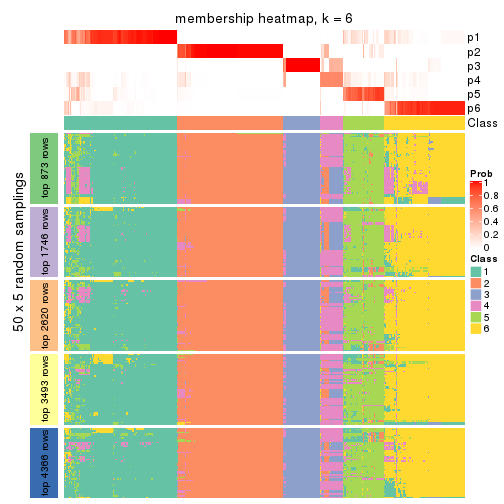 membership heatmap, k = 6
p1
p2
p3
p4
p5
p6
Class
50 x 5 random samplings
top 873 rows
top 1746 rows
top 2620 rows
top 3493 rows
top 4366 rows
Prob
1
0.8
0.6
0.4
0.2
0
Class
1
2
3
4
5
6